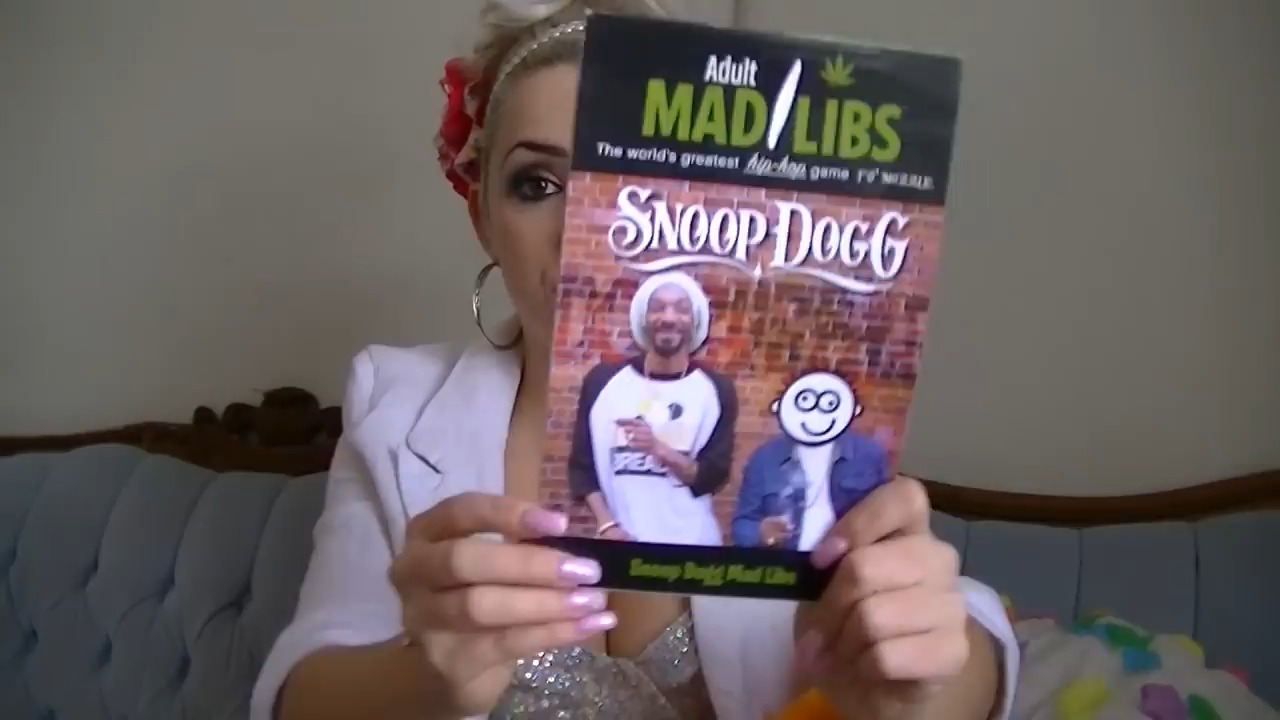 Adult
MAD LIBS
The world's greatest hip-hop game
SNOOP DOGG
Snoop Dogg Mad Libs